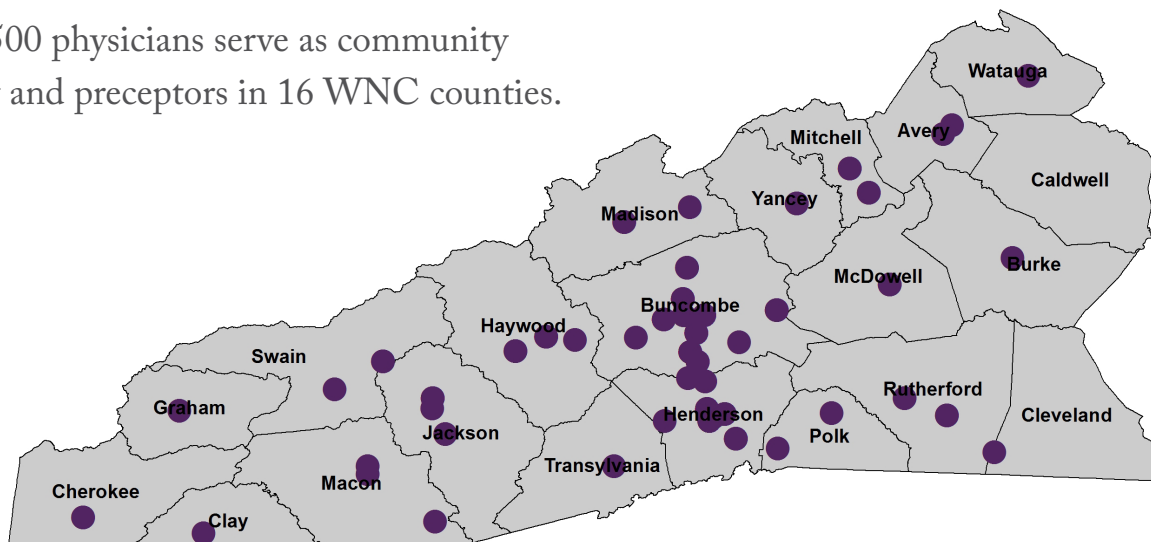 500 physicians serve as community
and preceptors in 16 WNC counties.
Watauga
Avery
Mitchell
Caldwell
Yancey
Madison
Burke
McDowell
Buncombe
Haywood
Swain
Rutherford
Graham
Henderson
Cleveland
Jackson
Polk
Transylvania
Macon
Cherokee
Clay